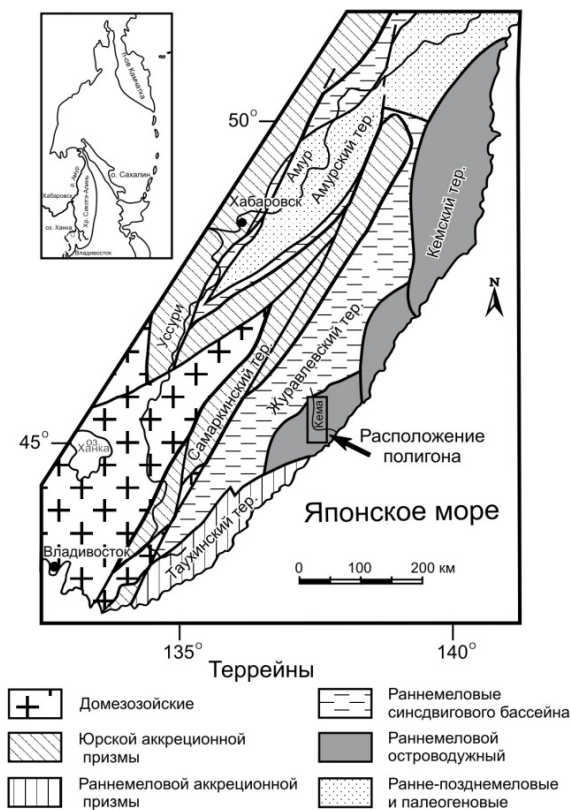 п-ов Камчатка
о. Сахалин
р. Амур
Хабаровск
Хр. Сихотэ-Алинь
оз. Ханка
Владивосток
50°
Амур
Амурский тер.
Хабаровск
Кемский тер.
N
Уссури
Журавлевский тер.
Самаркинский тер.
Кема
45°
оз.
Ханка
Расположение
полигона
Таухинский тер.
Японское море
Владивосток
0 100 200 км
135°
140°
Террейны
Домезозойские
Юрской аккреционной
призмы
Раннемеловой аккреционной
призмы
Раннемеловые
синсдвигового бассейна
Раннемеловой
островодужный
Ранне-позднемеловые
и палеогеновые